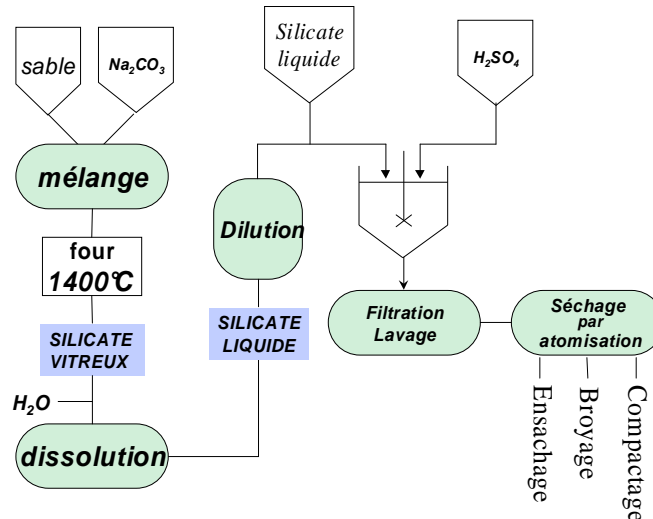 sable
Na₂CO₃
mélange
four
1400°C
SILICATE
VITREUX
H₂O
dissolution
Silicate
liquide
H₂SO₄
Dilution
SILICATE
LIQUIDE
Filtration
Lavage
Séchage
par
atomisation
Ensachage
Broyage
Compactage